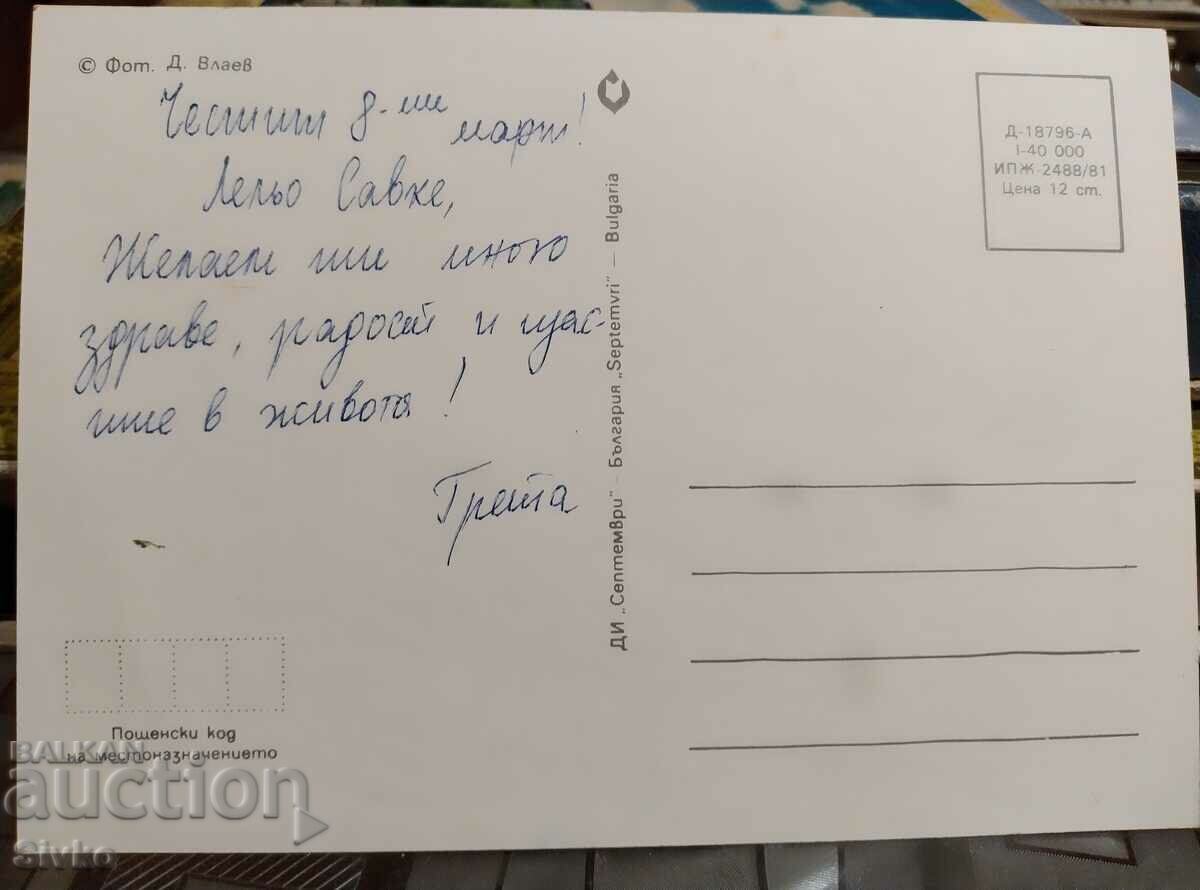 © Фот. Д. Влаев
Честит 8-ми март!
Лельо Савке,
Желаем ти много
здраве, радост и щас-
тие в живота!
Грета
Пощенски код
на местоназначението
ДИ „Септември" – България „Septemvri" – Bulgaria
Д-18796-А
I-40 000
ИПЖ-2488/81
Цена 12 ст.
BALKAN
auction
Sivko